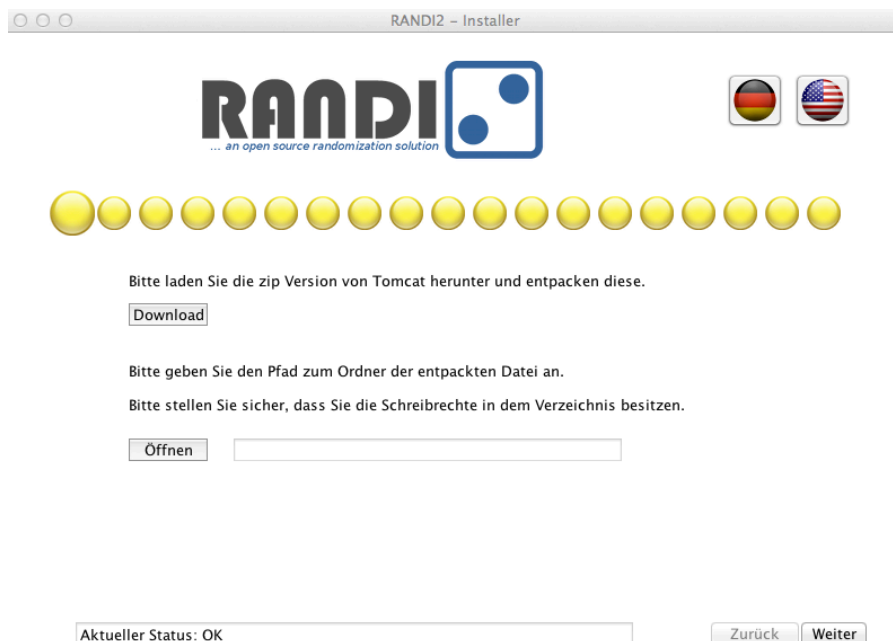 RANDI2 – Installer
RANDI
... an open source randomization solution
Bitte laden Sie die zip Version von Tomcat herunter und entpacken diese.
Download
Bitte geben Sie den Pfad zum Ordner der entpackten Datei an.
Bitte stellen Sie sicher, dass Sie die Schreibrechte in dem Verzeichnis besitzen.
Öffnen
Aktueller Status: OK
Zurück
Weiter